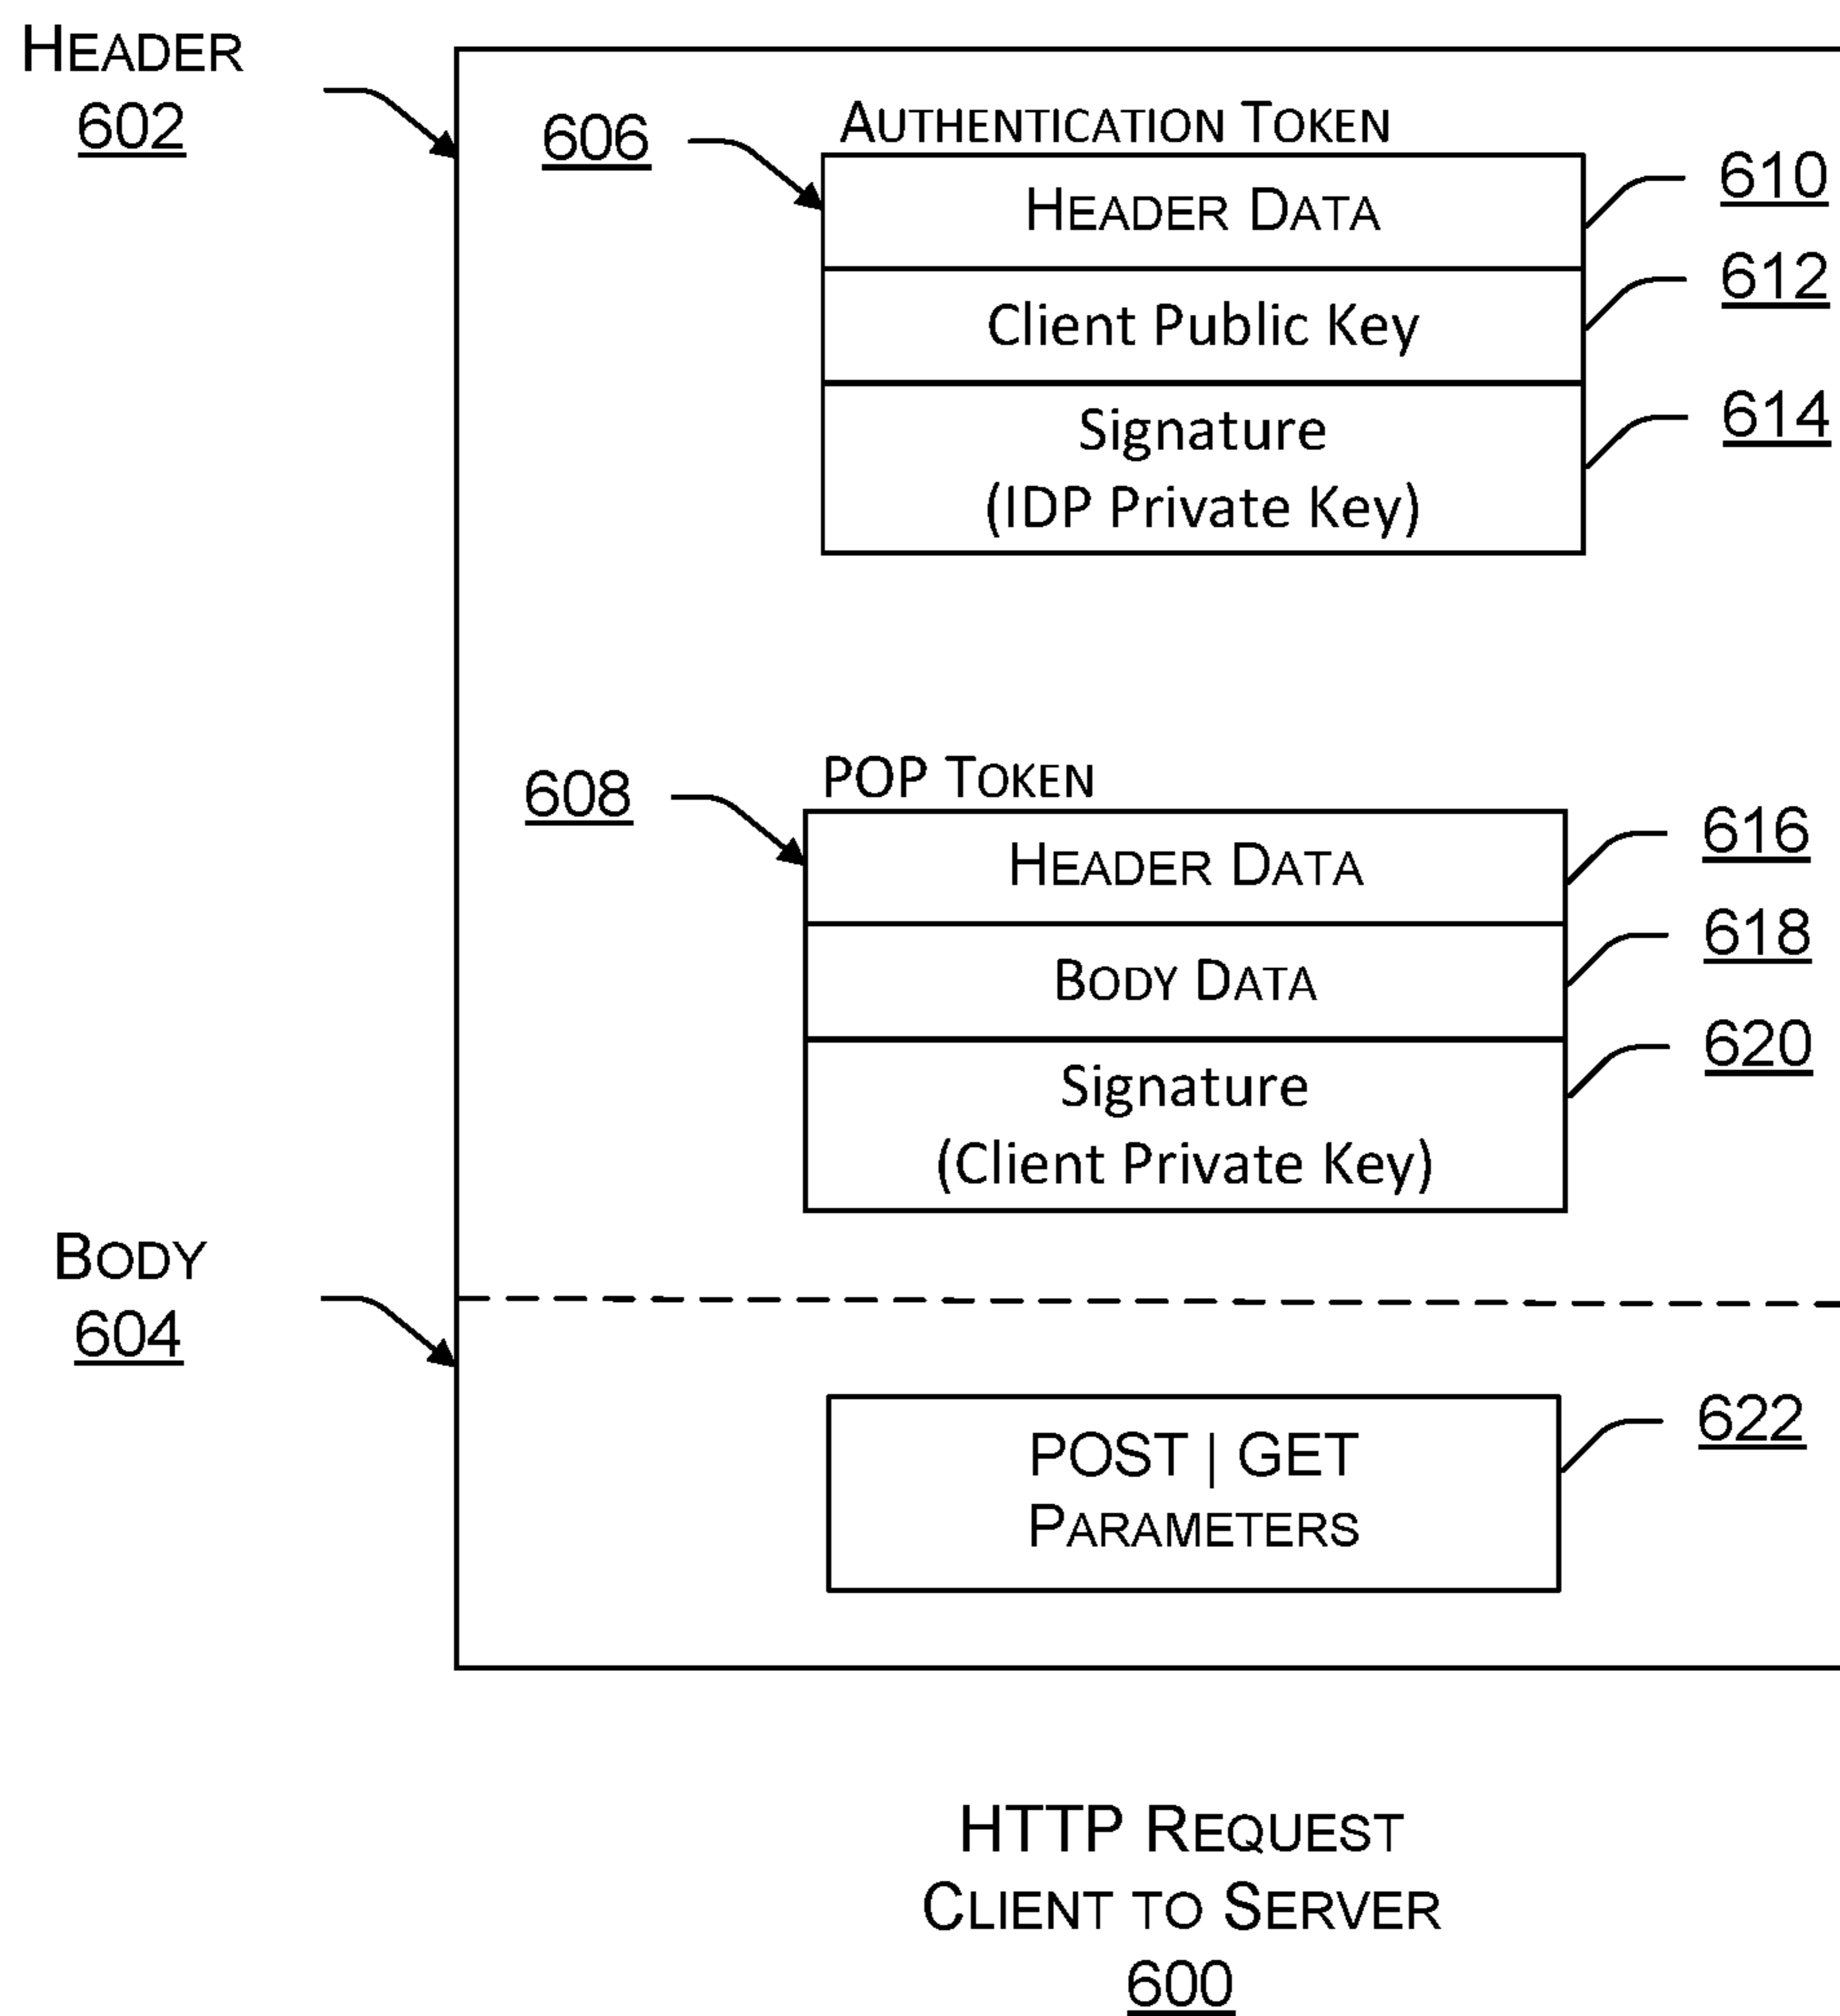 HEADER
602
606
AUTHENTICATION TOKEN
HEADER DATA
610
Client Public Key
612
Signature
(IDP Private Key)
614
608
POP TOKEN
HEADER DATA
616
BODY DATA
618
Signature
(Client Private Key)
620
BODY
604
POST | GET
PARAMETERS
622
HTTP REQUEST
CLIENT TO SERVER
600